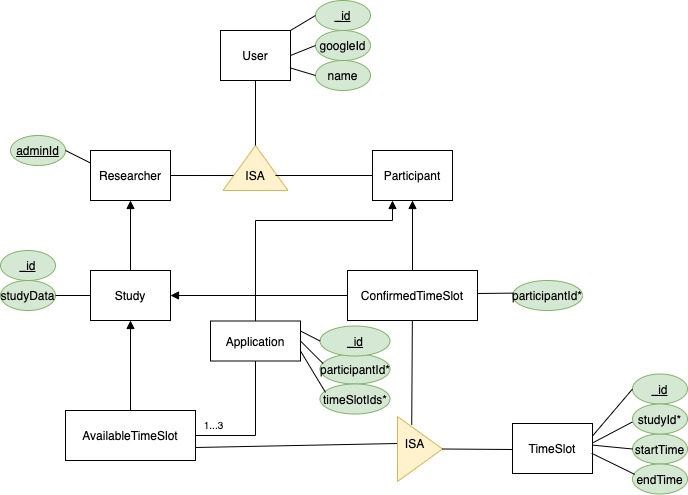 _id
User
googleId
name
adminId
Researcher
ISA
Participant
_id
studyData
Study
ConfirmedTimeSlot
participantId*
Application
_id
participantId*
timeSlotIds*
_id
studyId*
startTime
endTime
1...3
AvailableTimeSlot
ISA
TimeSlot